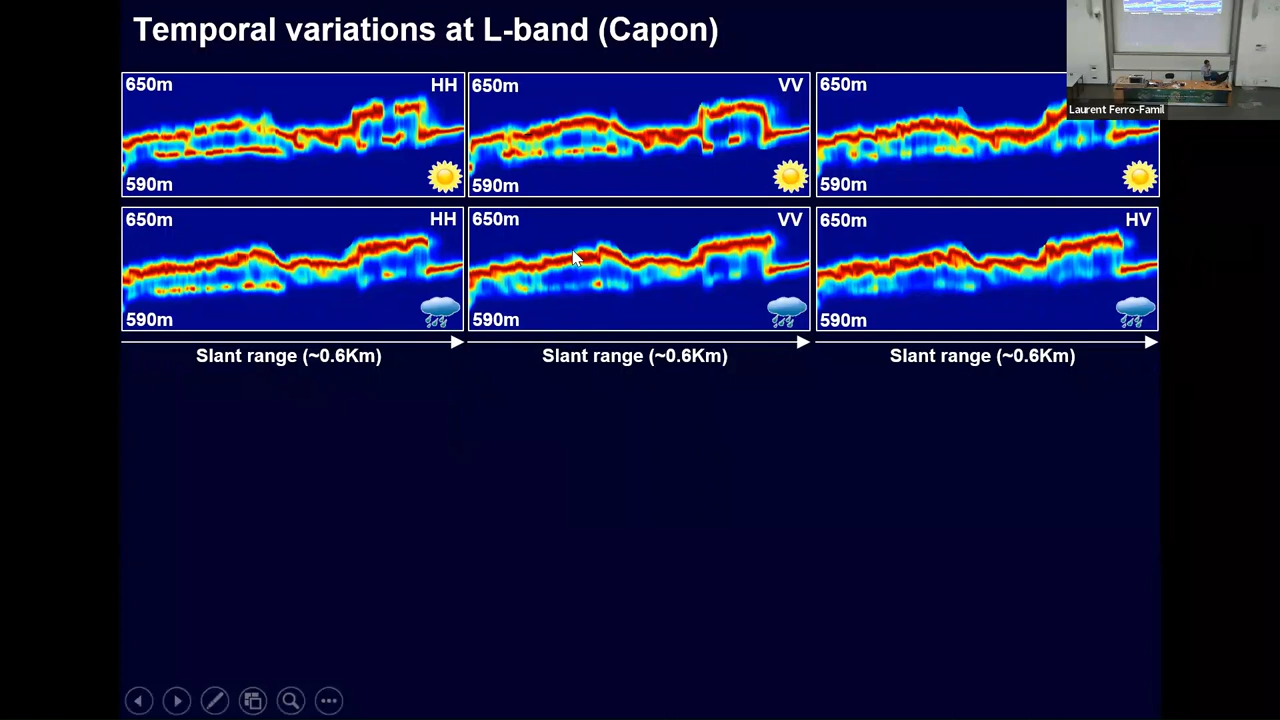 Temporal variations at L-band (Capon)
650m HH
590m
650m VV
590m
650m
590m
Laurent Ferro-Famil
650m HH
590m
650m VV
590m
650m HV
590m
Slant range (~0.6Km)
Slant range (~0.6Km)
Slant range (~0.6Km)